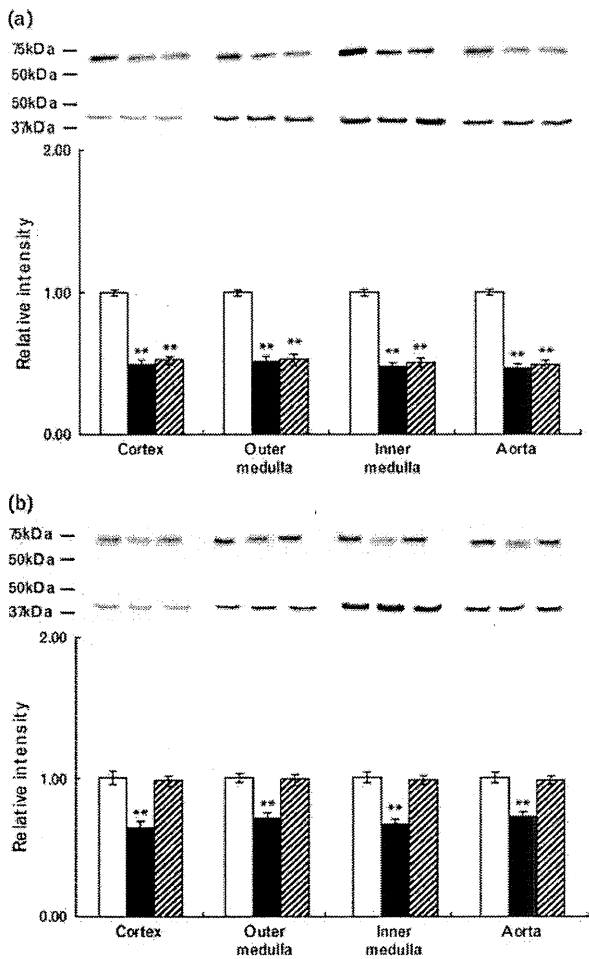 (a)
75kDa
50kDa
50kDa
37kDa
2.00
1.00
0.00
Relative intensity
** ** ** ** ** ** ** **
Cortex Outer medulla Inner medulla Aorta
(b)
75kDa
50kDa
50kDa
37kDa
2.00
1.00
0.00
Relative intensity
** ** ** **
Cortex Outer medulla Inner medulla Aorta